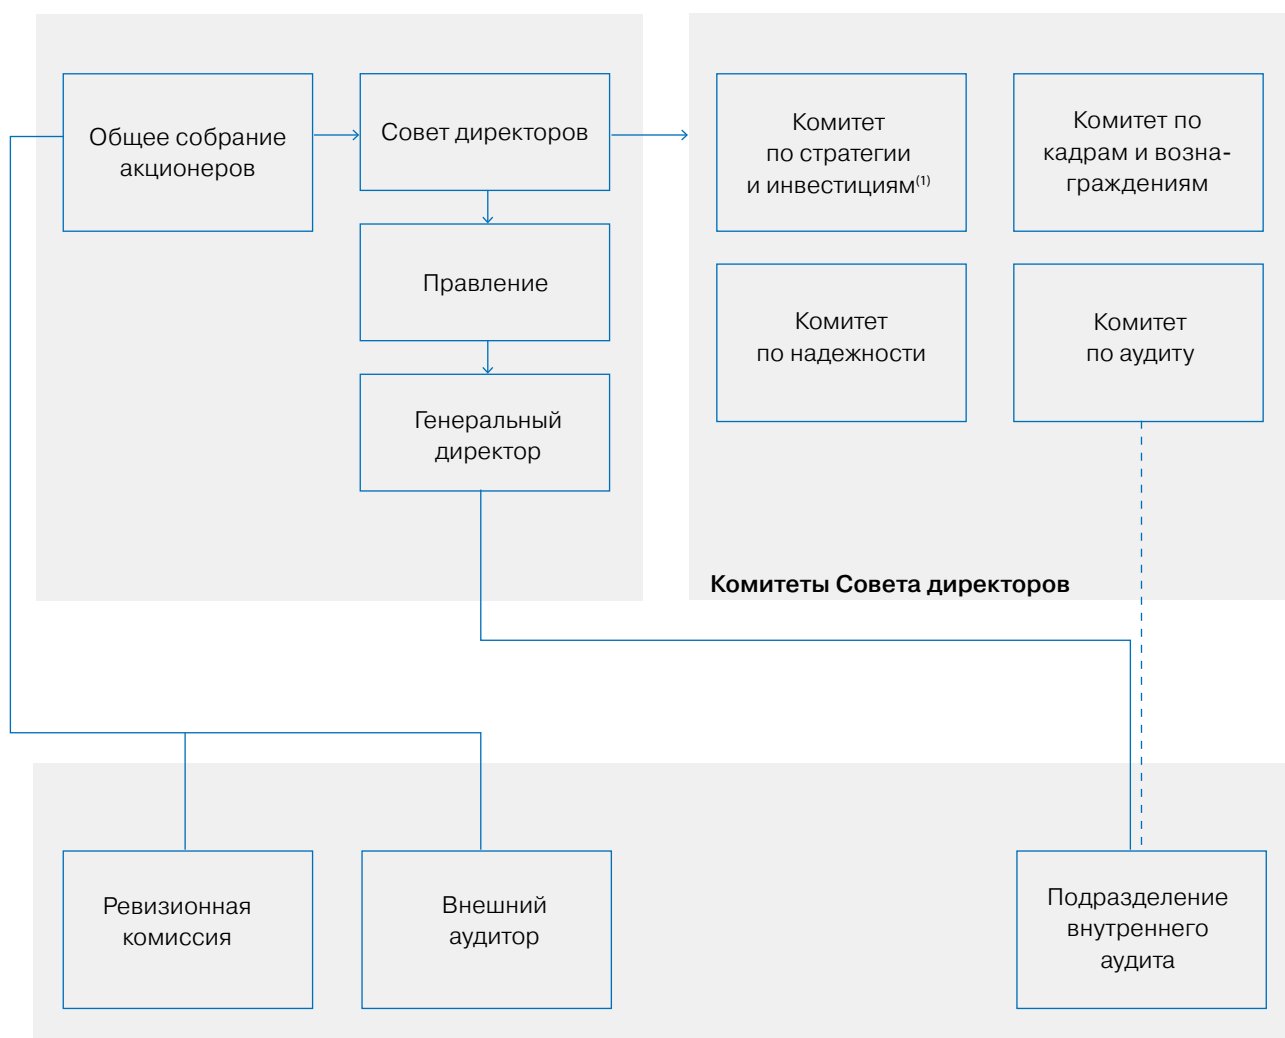 Общее собрание
акционеров
Совет директоров
Правление
Генеральный
директор
Комитет
по стратегии
и инвестициям(1)
Комитет по
кадрам и возна-
граждениям
Комитет
по надежности
Комитет
по аудиту
Комитеты Совета директоров
Ревизионная
комиссия
Внешний
аудитор
Подразделение
внутреннего
аудита